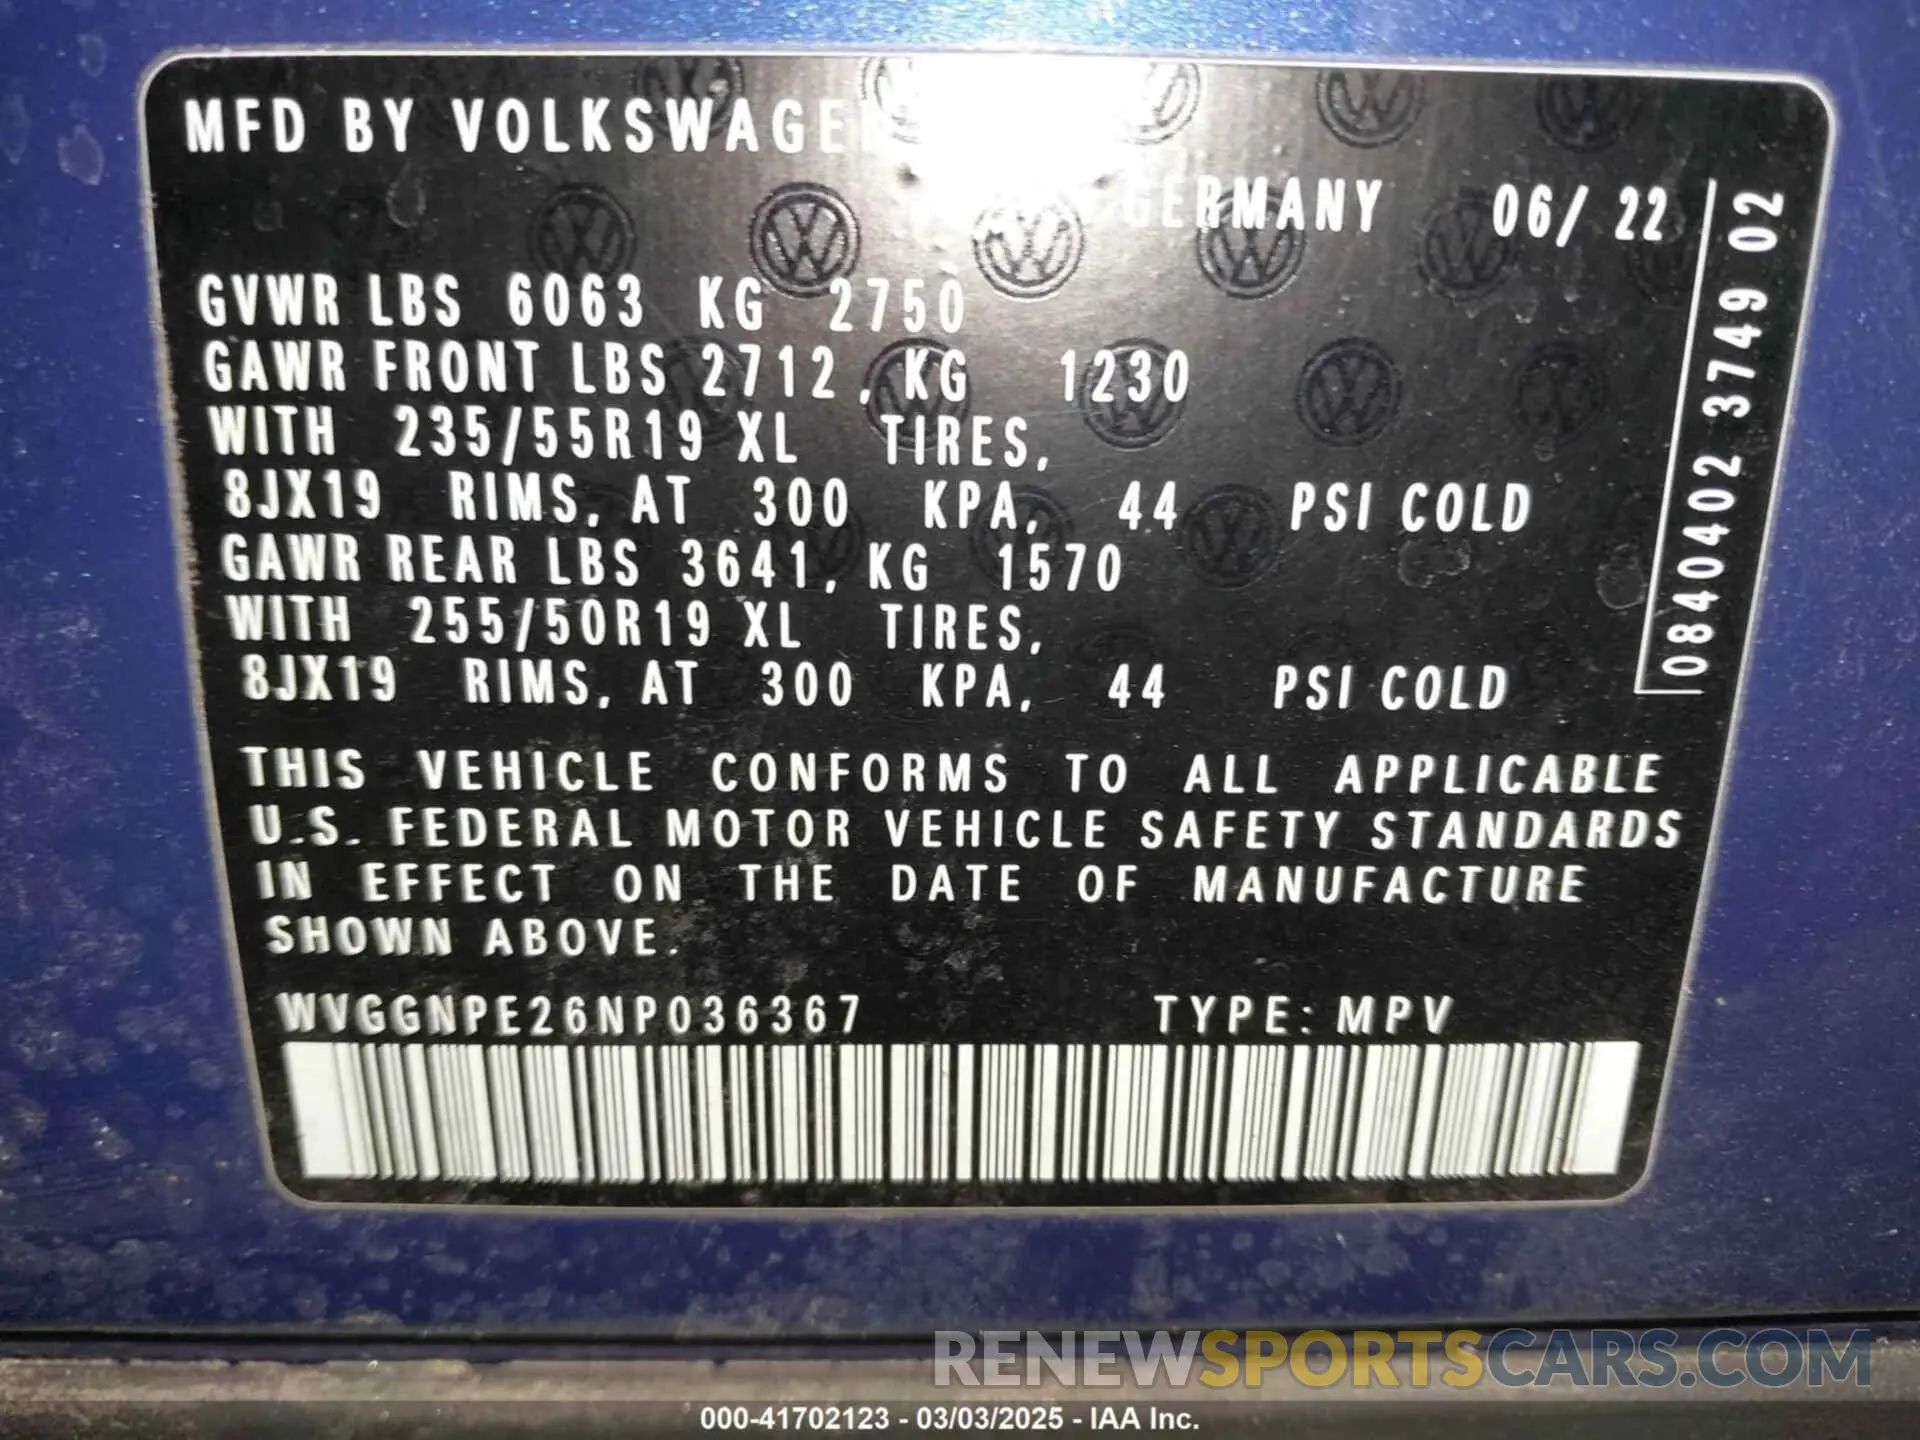 MFD BY VOLKSWAGEN
GERMANY 06/ 22
GVWR LBS 6063 KG 2750
GAWR FRONT LBS 2712, KG 1230
WITH 235/55R19 XL TIRES,
8JX19 RIMS, AT 300 KPA, 44 PSI COLD
GAWR REAR LBS 3641, KG 1570
WITH 255/50R19 XL TIRES,
8JX19 RIMS, AT 300 KPA, 44 PSI COLD
THIS VEHICLE CONFORMS TO ALL APPLICABLE
U.S. FEDERAL MOTOR VEHICLE SAFETY STANDARDS
IN EFFECT ON THE DATE OF MANUFACTURE
SHOWN ABOVE.
WVGGNPE26NP036367 TYPE: MPV
0840402 3749 02
RENEWSPORTSCARS.COM
000-41702123 - 03/03/2025 - IAA Inc.